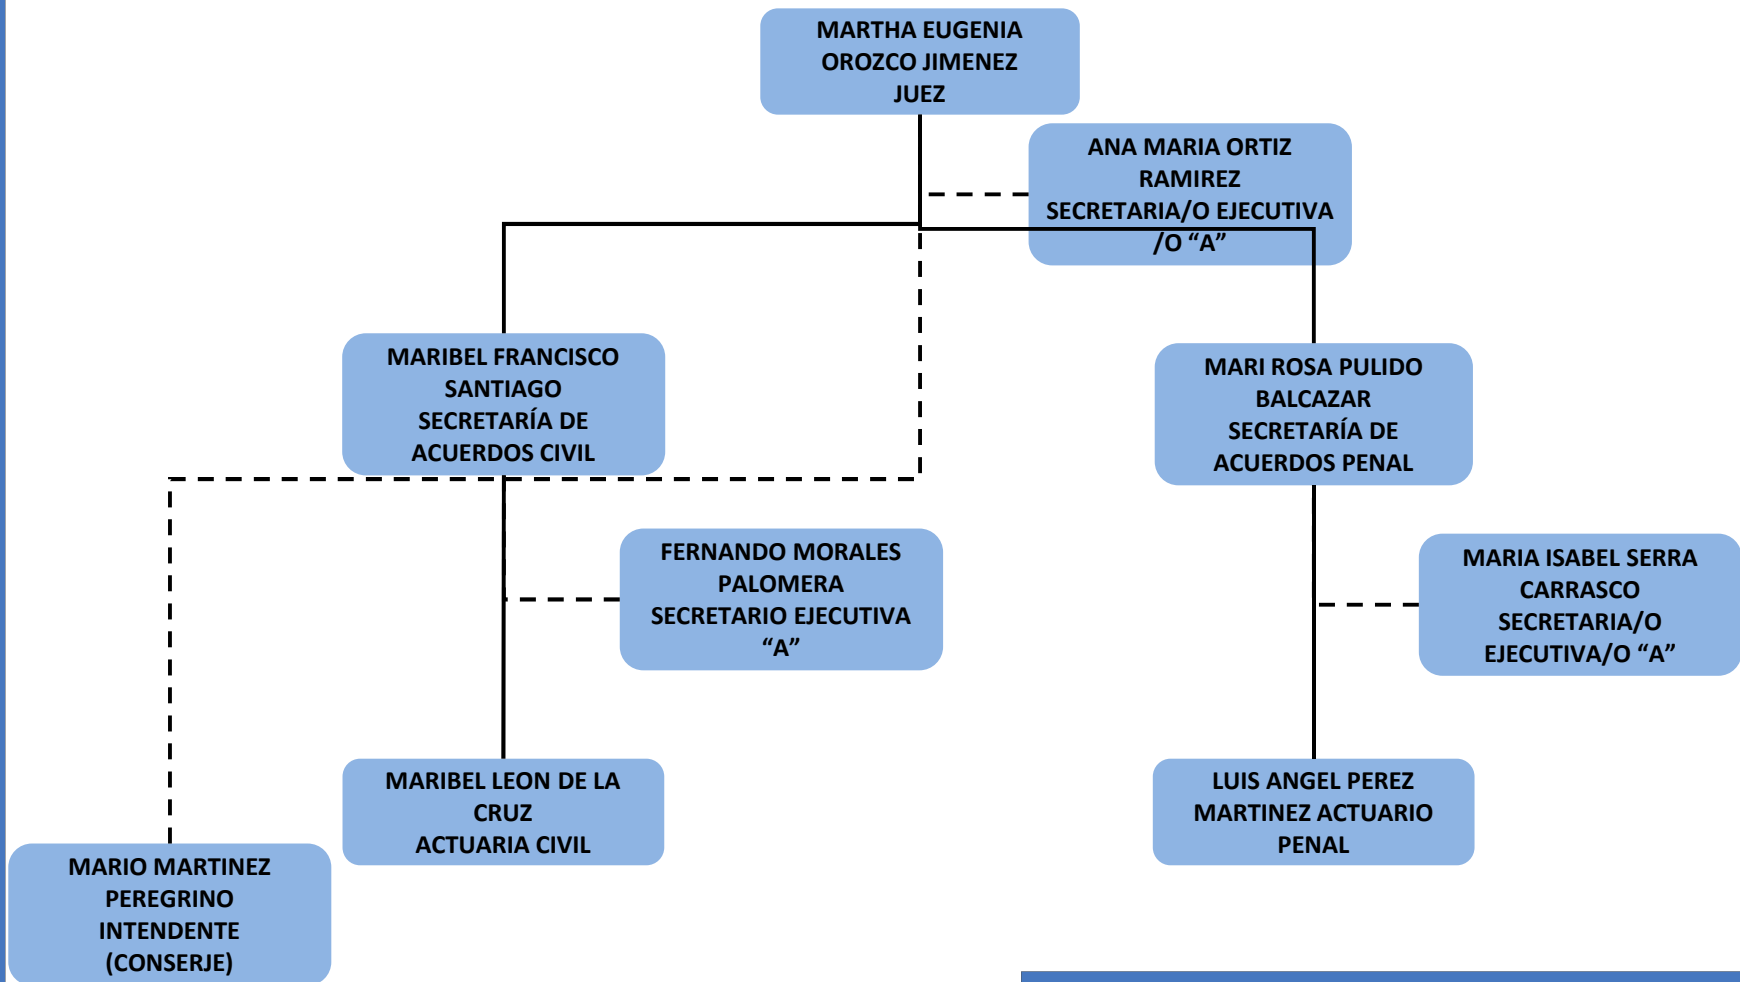 MARTHA EUGENIA
OROZCO JIMENEZ
JUEZ
ANA MARIA ORTIZ
RAMIREZ
SECRETARIA/O EJECUTIVA
/O “A”
MARIBEL FRANCISCO
SANTIAGO
SECRETARÍA DE
ACUERDOS CIVIL
MARI ROSA PULIDO
BALCAZAR
SECRETARÍA DE
ACUERDOS PENAL
FERNANDO MORALES
PALOMERA
SECRETARIO EJECUTIVA
“A”
MARIA ISABEL SERRA
CARRASCO
SECRETARIA/O
EJECUTIVA/O “A”
MARIBEL LEON DE LA
CRUZ
ACTUARIA CIVIL
LUIS ANGEL PEREZ
MARTINEZ ACTUARIO
PENAL
MARIO MARTINEZ
PEREGRINO
INTENDENTE
(CONSERJE)